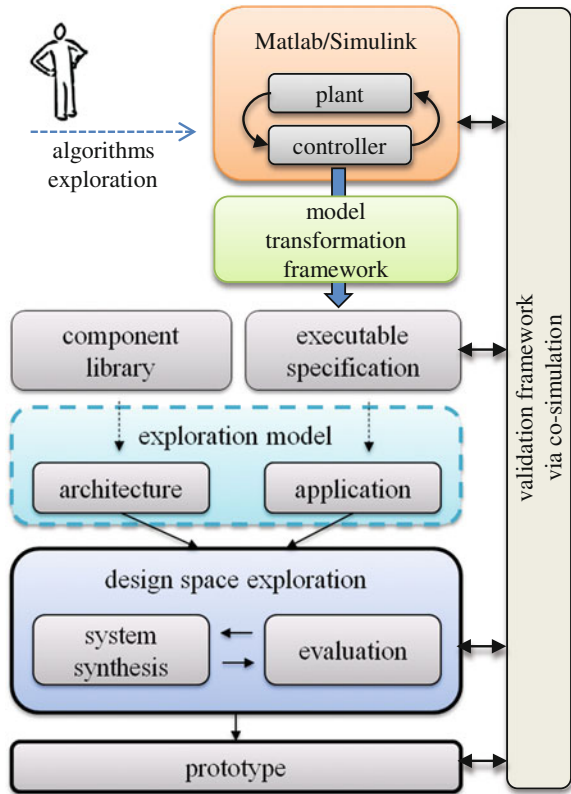 Matlab/Simulink
plant
controller
algorithms
exploration
model
transformation
framework
component
library
executable
specification
exploration model
architecture
application
design space exploration
system
synthesis
evaluation
prototype
validation framework
via co-simulation